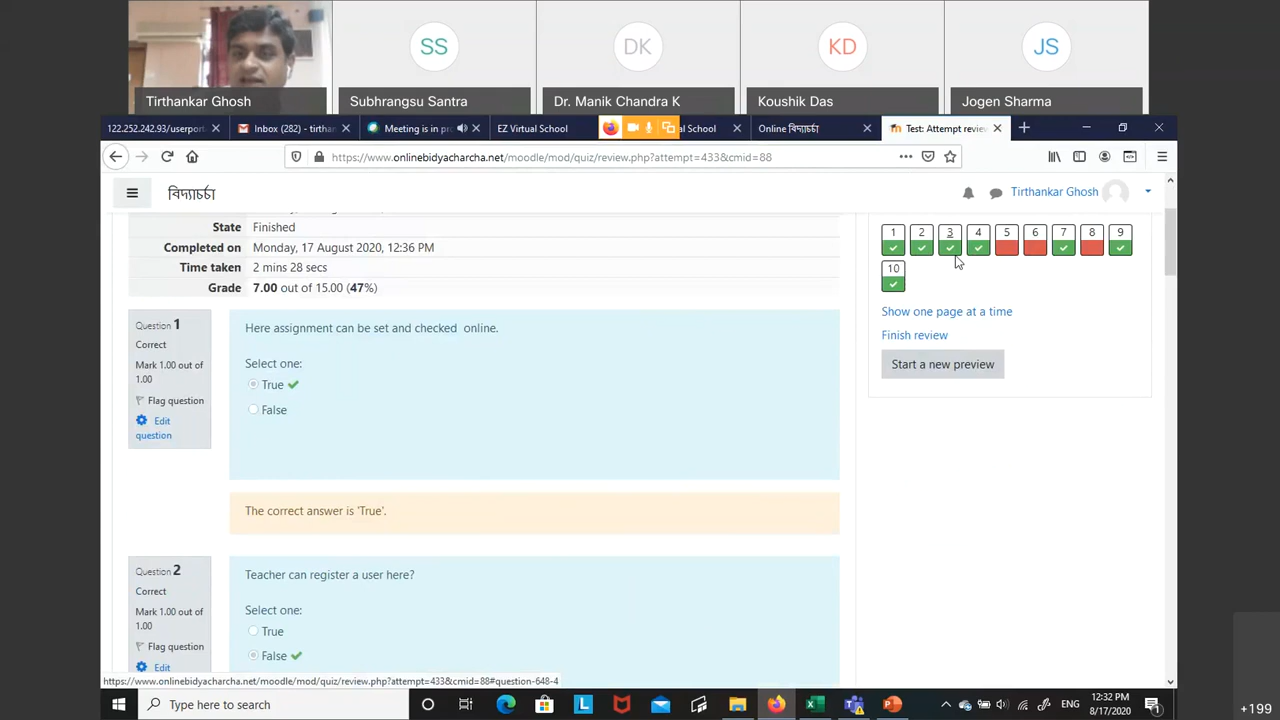 SS
DK
KD
JS
Tirthankar Ghosh
Subhrangsu Santra
Dr. Manik Chandra K
Koushik Das
Jogen Sharma
122.252.242.93/userport
Inbox (282) - tirthan
Meeting is in pro
EZ Virtual School
al School
Online বিদ্যাচর্চা
Test: Attempt review
https://www.onlinebidyacharcha.net/moodle/mod/quiz/review.php?attempt=433&cmid=88
বিদ্যাচর্চা
Tirthankar Ghosh
State Finished
Completed on Monday, 17 August 2020, 12:36 PM
Time taken 2 mins 28 secs
Grade 7.00 out of 15.00 (47%)
1 2 3 4 5 6 7 8 9
10
Show one page at a time
Finish review
Start a new preview
Question 1
Correct
Mark 1.00 out of
1.00
Flag question
Edit
question
Here assignment can be set and checked online.
Select one:
True
False
The correct answer is 'True'.
Question 2
Correct
Mark 1.00 out of
1.00
Flag question
Edit
Teacher can register a user here?
Select one:
True
False
https://www.onlinebidyacharcha.net/moodle/mod/quiz/review.php?attempt=433&cmid=88#question-648-4
Type here to search
ENG
12:32 PM
8/17/2020
+199